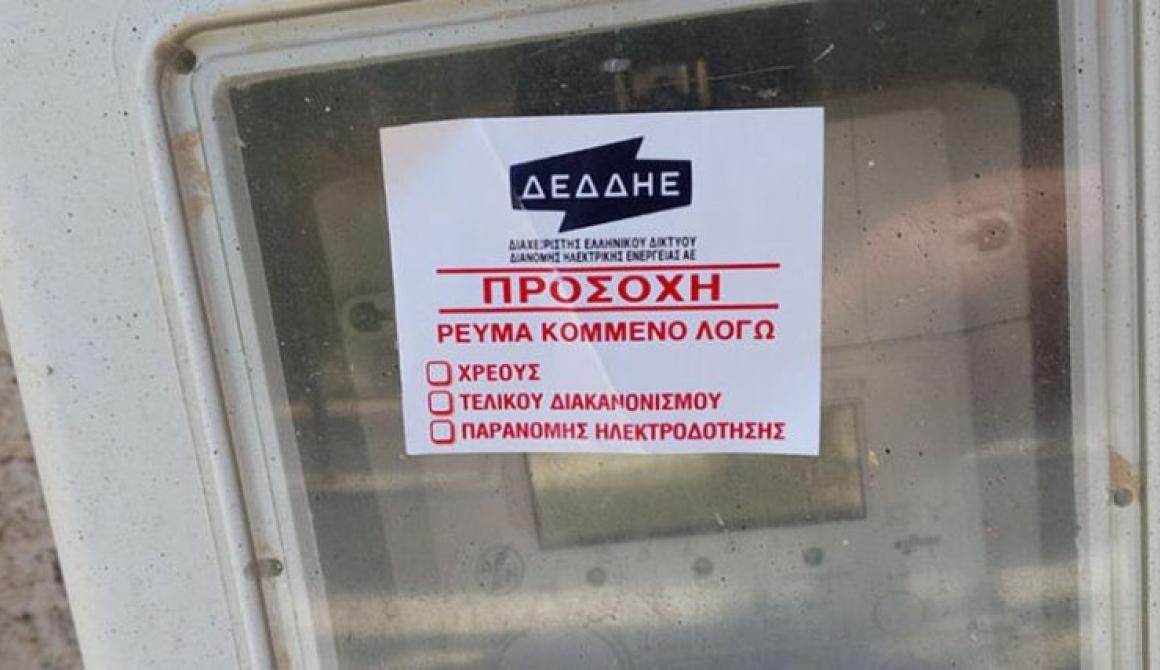 ΔΕΔΔΗΕ
ΔΙΑΧΕΙΡΙΣΤΗΣ ΕΛΛΗΝΙΚΟΥ ΔΙΚΤΥΟΥ
ΔΙΑΝΟΜΗΣ ΗΛΕΚΤΡΙΚΗΣ ΕΝΕΡΓΕΙΑΣ ΑΕ
ΠΡΟΣΟΧΗ
ΡΕΥΜΑ ΚΟΜΜΕΝΟ ΛΟΓΩ
ΧΡΕΟΥΣ
ΤΕΛΙΚΟΥ ΔΙΑΚΑΝΟΝΙΣΜΟΥ
ΠΑΡΑΝΟΜΗΣ ΗΛΕΚΤΡΟΔΟΤΗΣΗΣ